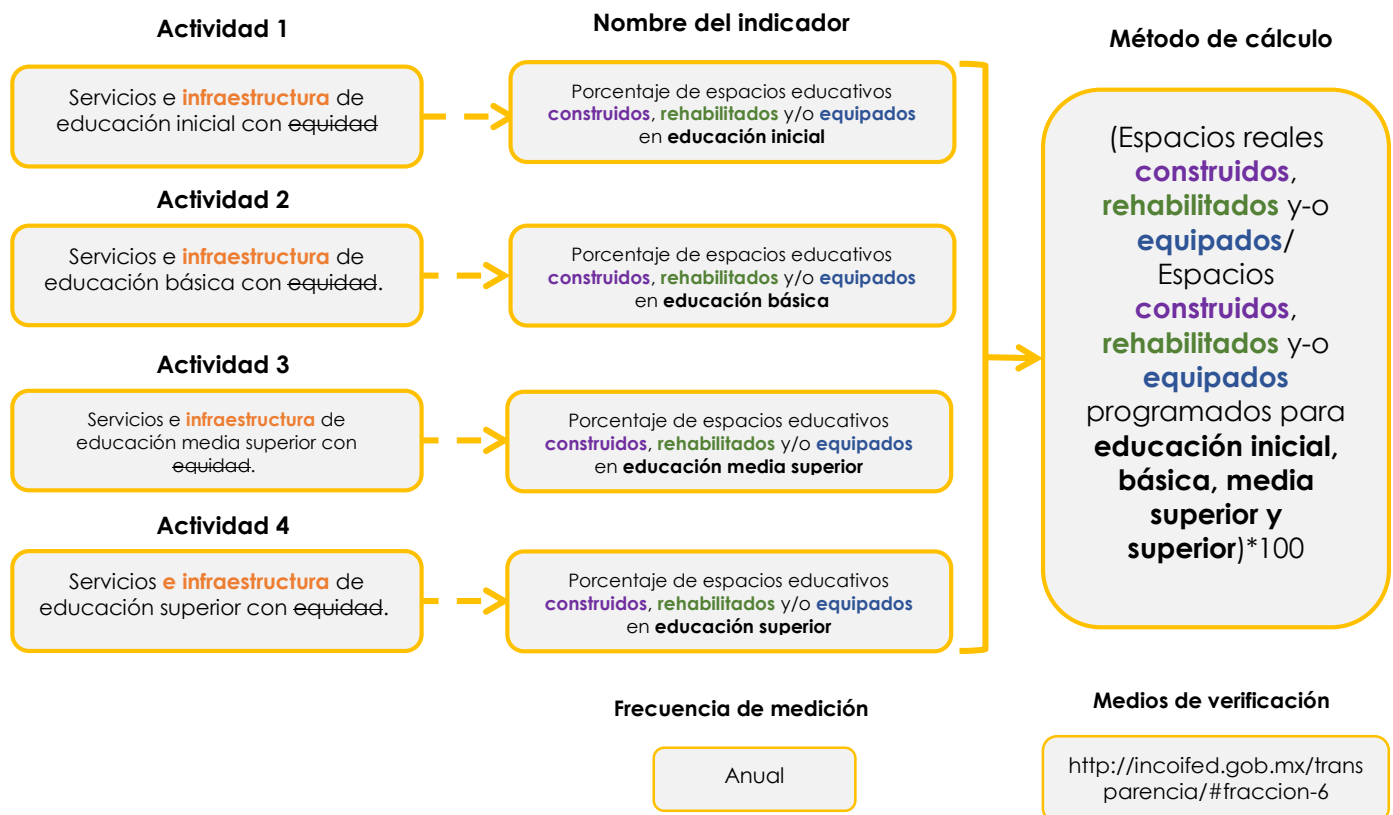 Actividad 1
Servicios e infraestructura de
educación inicial con equidad
Actividad 2
Servicios e infraestructura de
educación básica con equidad.
Actividad 3
Servicios e infraestructura de
educación media superior con
equidad.
Actividad 4
Servicios e infraestructura de
educación superior con equidad.
Nombre del indicador
Porcentaje de espacios educativos
construidos, rehabilitados y/o equipados
en educación inicial
Porcentaje de espacios educativos
construidos, rehabilitados y/o equipados
en educación básica
Porcentaje de espacios educativos
construidos, rehabilitados y/o equipados
en educación media superior
Porcentaje de espacios educativos
construidos, rehabilitados y/o equipados
en educación superior
Método de cálculo
(Espacios reales
construidos,
rehabilitados y-o
equipados/
Espacios
construidos,
rehabilitados y-o
equipados
programados para
educación inicial,
básica, media
superior y
superior)*100
Frecuencia de medición
Anual
Medios de verificación
http://incoifed.gob.mx/trans
parencia/#fraccion-6